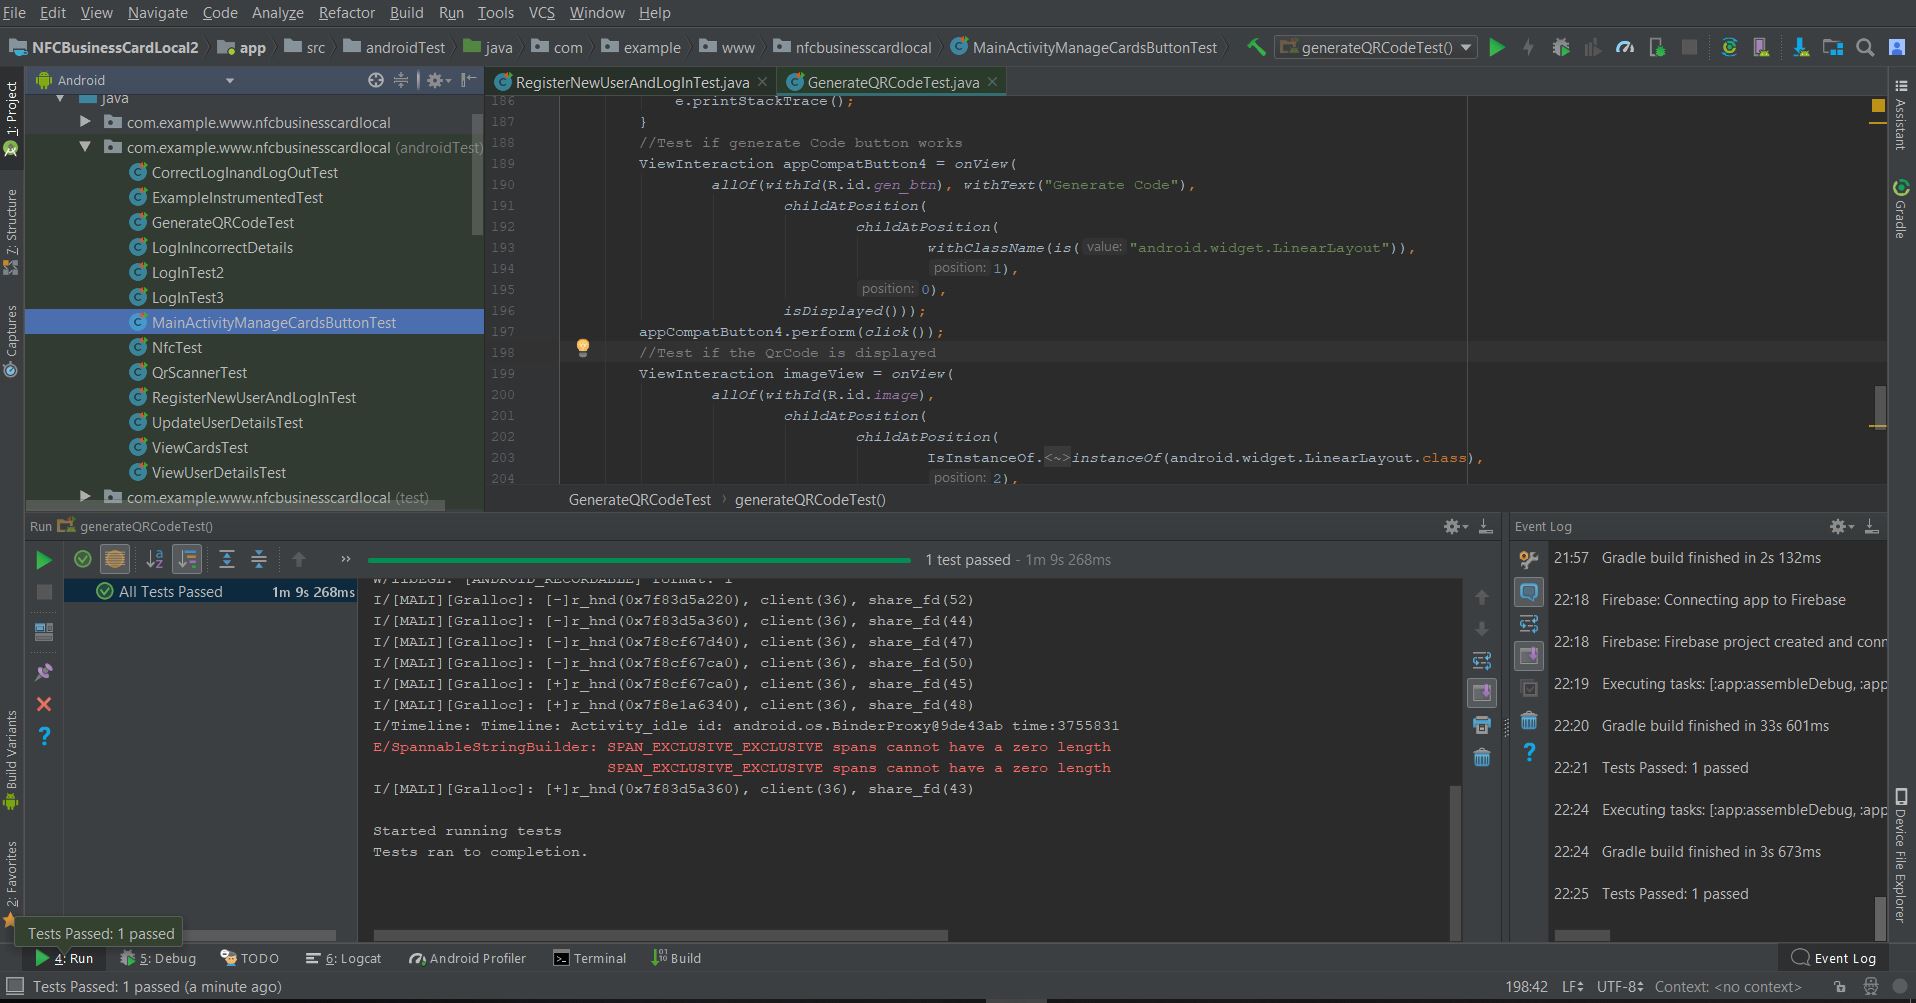 File Edit View Navigate Code Analyze Refactor Build Run Tools VCS Window Help
NFCBusinessCardLocal2 app src androidTest java com example www nfcbusinesscardlocal MainActivityManageCardsButtonTest generateQRCodeTest()
Android
RegisterNewUserAndLogInTest.java GenerateQRCodeTest.java
1: Project
7: Structure
Captures
Build Variants
2: Favorites
java
com.example.www.nfcbusinesscardlocal
com.example.www.nfcbusinesscardlocal (androidTest)
CorrectLogInandLogOutTest
ExampleInstrumentedTest
GenerateQRCodeTest
LogInIncorrectDetails
LogInTest2
LogInTest3
MainActivityManageCardsButtonTest
NfcTest
QrScannerTest
RegisterNewUserAndLogInTest
UpdateUserDetailsTest
ViewCardsTest
ViewUserDetailsTest
com.example.www.nfcbusinesscardlocal (test)
186 e.printStackTrace();
187 }
188 //Test if generate Code button works
189 ViewInteraction appCompatButton4 = onView(
190 allOf(withId(R.id.gen_btn), withText("Generate Code"),
191 childAtPosition(
192 childAtPosition(
193 withClassName(is( value: "android.widget.LinearLayout")),
194 position: 1),
195 position: 0),
196 isDisplayed()));
197 appCompatButton4.perform(click());
198 //Test if the QrCode is displayed
199 ViewInteraction imageView = onView(
200 allOf(withId(R.id.image),
201 childAtPosition(
202 childAtPosition(
203 IsInstanceOf.<~>instanceOf(android.widget.LinearLayout.class),
204 position: 2),
GenerateQRCodeTest generateQRCodeTest()
Assistant
Gradle
Device File Explorer
Run generateQRCodeTest()
1 test passed - 1m 9s 268ms
All Tests Passed 1m 9s 268ms
W/libEGL: [ANDROID_RECORDABLE] format: 1
I/[MALI][Gralloc]: [-]r_hnd(0x7f83d5a220), client(36), share_fd(52)
I/[MALI][Gralloc]: [-]r_hnd(0x7f83d5a360), client(36), share_fd(44)
I/[MALI][Gralloc]: [-]r_hnd(0x7f8cf67d40), client(36), share_fd(47)
I/[MALI][Gralloc]: [-]r_hnd(0x7f8cf67ca0), client(36), share_fd(50)
I/[MALI][Gralloc]: [+]r_hnd(0x7f8cf67ca0), client(36), share_fd(45)
I/[MALI][Gralloc]: [+]r_hnd(0x7f8e1a6340), client(36), share_fd(48)
I/Timeline: Timeline: Activity_idle id: android.os.BinderProxy@9de43ab time:3755831
E/SpannableStringBuilder: SPAN_EXCLUSIVE_EXCLUSIVE spans cannot have a zero length
SPAN_EXCLUSIVE_EXCLUSIVE spans cannot have a zero length
I/[MALI][Gralloc]: [+]r_hnd(0x7f83d5a360), client(36), share_fd(43)
Started running tests
Tests ran to completion.
Event Log
21:57 Gradle build finished in 2s 132ms
22:18 Firebase: Connecting app to Firebase
22:18 Firebase: Firebase project created and conn
22:19 Executing tasks: [:app:assembleDebug, :app
22:20 Gradle build finished in 33s 601ms
22:21 Tests Passed: 1 passed
22:24 Executing tasks: [:app:assembleDebug, :app
22:24 Gradle build finished in 3s 673ms
22:25 Tests Passed: 1 passed
Tests Passed: 1 passed
4: Run 5: Debug TODO 6: Logcat Android Profiler Terminal Build Event Log
Tests Passed: 1 passed (a minute ago) 198:42 LF UTF-8 Context: <no context>